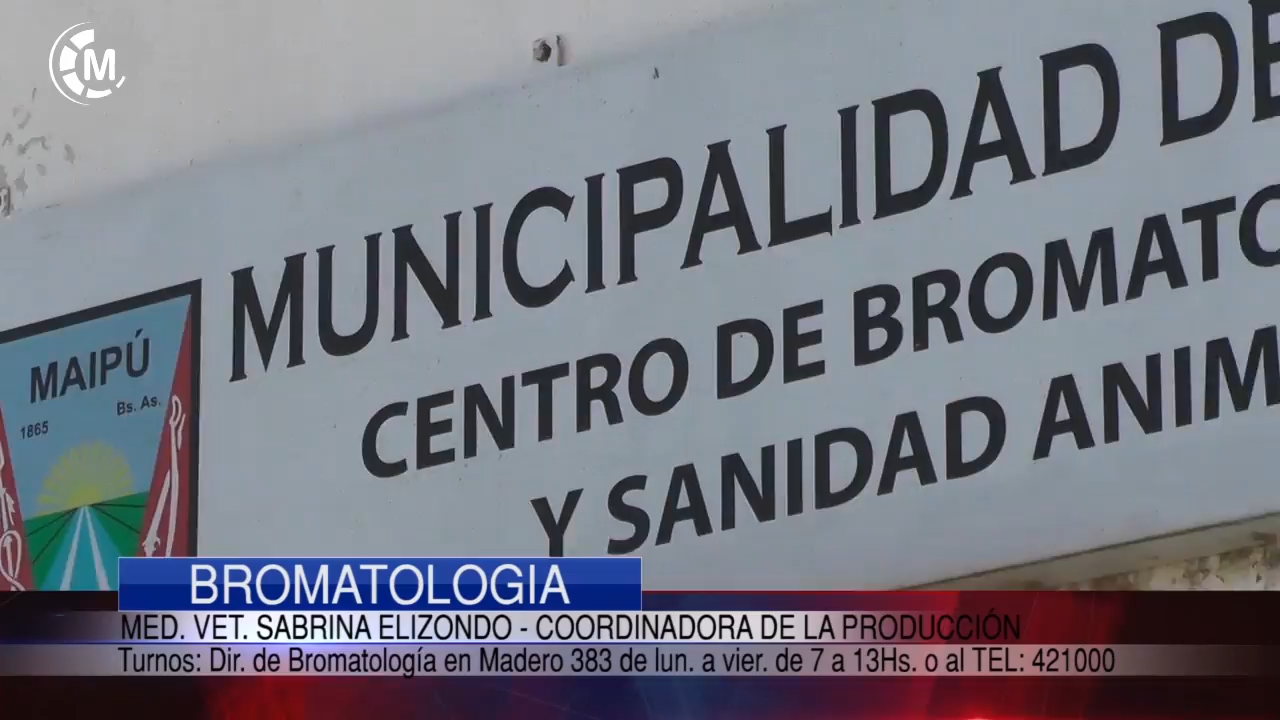 M
MUNICIPALIDAD DE
CENTRO DE BROMATO
Y SANIDAD ANIM
MAIPÚ
Bs. As.
1865
BROMATOLOGIA
MED. VET. SABRINA ELIZONDO - COORDINADORA DE LA PRODUCCIÓN
Turnos: Dir. de Bromatología en Madero 383 de lun. a vier. de 7 a 13Hs. o al TEL: 421000